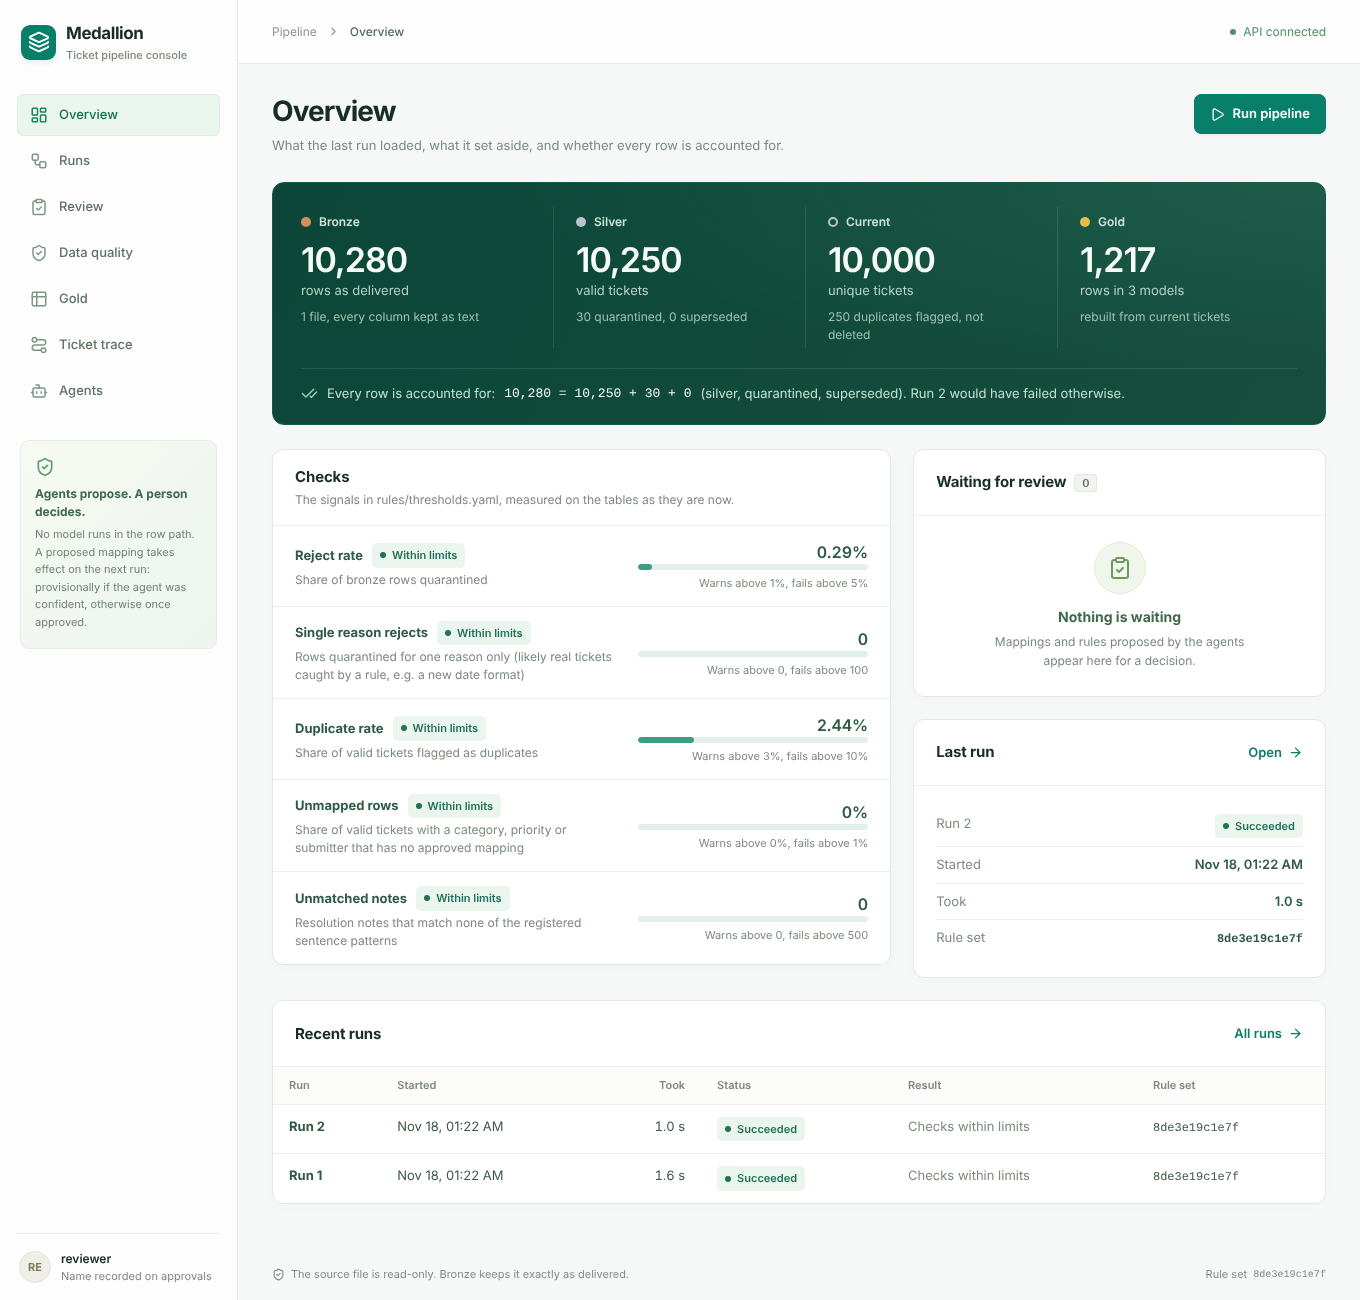 Medallion
Ticket pipeline console
Overview
Runs
Review
Data quality
Gold
Ticket trace
Agents
Agents propose. A person
decides.
No model runs in the row path.
A proposed mapping takes
effect on the next run:
provisionally if the agent was
confident, otherwise once
approved.
RE
reviewer
Name recorded on approvals
Pipeline > Overview
API connected
Overview
What the last run loaded, what it set aside, and whether every row is accounted for.
Run pipeline
Bronze
10,280
rows as delivered
1 file, every column kept as text
Silver
10,250
valid tickets
30 quarantined, 0 superseded
Current
10,000
unique tickets
250 duplicates flagged, not
deleted
Gold
1,217
rows in 3 models
rebuilt from current tickets
Every row is accounted for: 10,280 = 10,250 + 30 + 0 (silver, quarantined, superseded). Run 2 would have failed otherwise.
Checks
The signals in rules/thresholds.yaml, measured on the tables as they are now.
Reject rate Within limits
Share of bronze rows quarantined
0.29%
Warns above 1%, fails above 5%
Single reason rejects Within limits
Rows quarantined for one reason only (likely real tickets
caught by a rule, e.g. a new date format)
0
Warns above 0, fails above 100
Duplicate rate Within limits
Share of valid tickets flagged as duplicates
2.44%
Warns above 3%, fails above 10%
Unmapped rows Within limits
Share of valid tickets with a category, priority or
submitter that has no approved mapping
0%
Warns above 0%, fails above 1%
Unmatched notes Within limits
Resolution notes that match none of the registered
sentence patterns
0
Warns above 0, fails above 500
Waiting for review 0
Nothing is waiting
Mappings and rules proposed by the agents
appear here for a decision.
Last run Open
Run 2 Succeeded
Started Nov 18, 01:22 AM
Took 1.0 s
Rule set 8de3e19c1e7f
Recent runs All runs
Run Started Took Status Result Rule set
Run 2 Nov 18, 01:22 AM 1.0 s Succeeded Checks within limits 8de3e19c1e7f
Run 1 Nov 18, 01:22 AM 1.6 s Succeeded Checks within limits 8de3e19c1e7f
The source file is read-only. Bronze keeps it exactly as delivered.
Rule set 8de3e19c1e7f